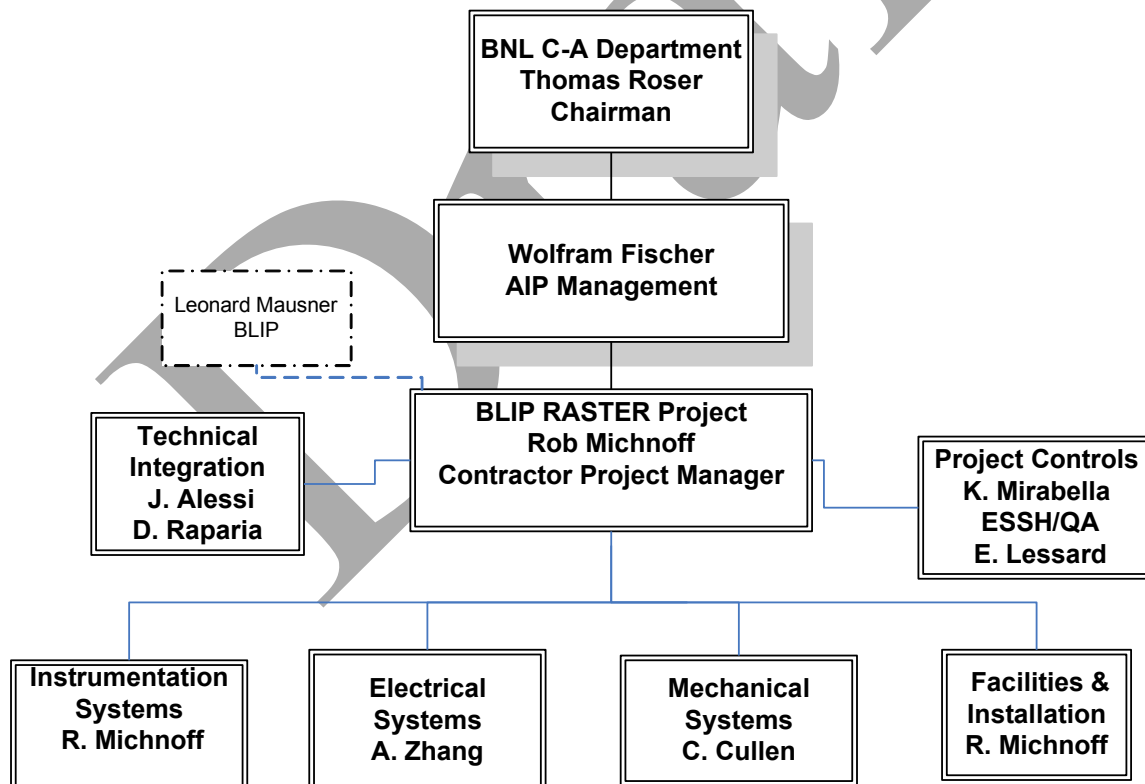 BNL C-A Department
Thomas Roser
Chairman
Wolfram Fischer
AIP Management
Leonard Mausner
BLIP
BLIP RASTER Project
Rob Michnoff
Contractor Project Manager
Technical
Integration
J. Alessi
D. Raparia
Project Controls
K. Mirabella
ESSH/QA
E. Lessard
Instrumentation
Systems
R. Michnoff
Electrical
Systems
A. Zhang
Mechanical
Systems
C. Cullen
Facilities &
Installation
R. Michnoff